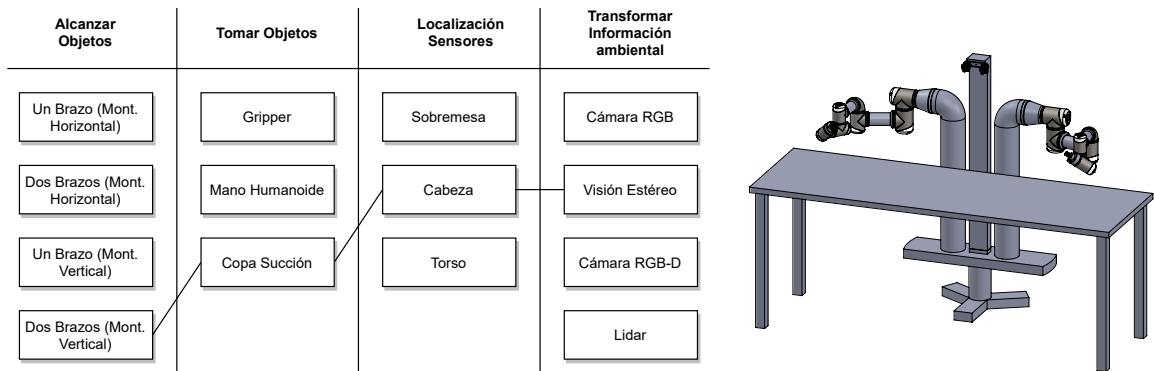 Alcanzar
Objetos
Tomar Objetos
Localización
Sensores
Transformar
Información
ambiental
Un Brazo (Mont.
Horizontal)
Gripper
Sobremesa
Cámara RGB
Dos Brazos (Mont.
Horizontal)
Mano Humanoide
Cabeza
Visión Estéreo
Un Brazo (Mont.
Vertical)
Copa Succión
Torso
Cámara RGB-D
Dos Brazos (Mont.
Vertical)
Lidar